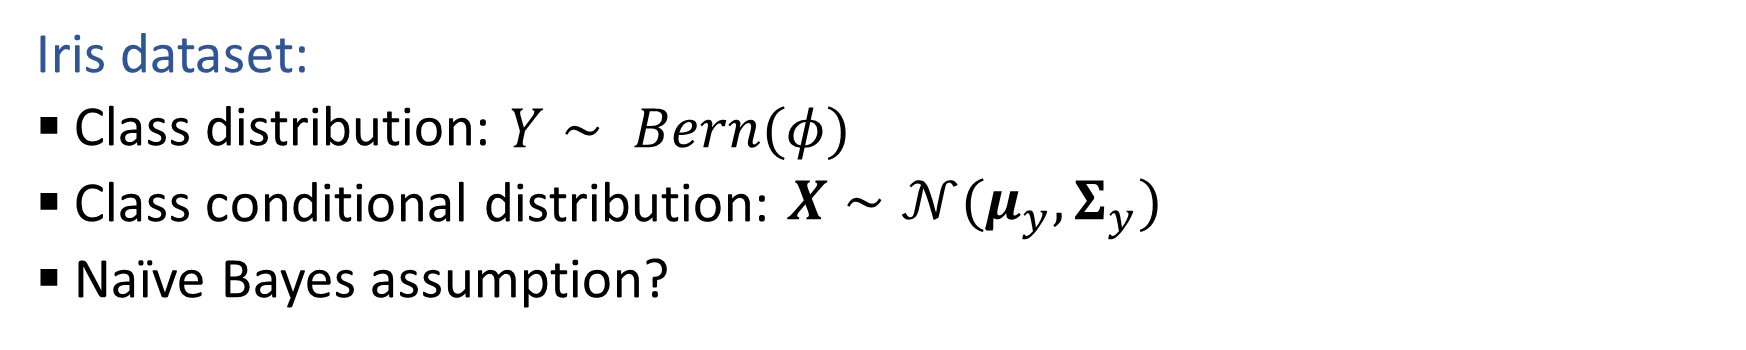 Iris dataset:
▪ Class distribution: 𝑌 ~ 𝐵𝑒𝑟𝑛(𝜙)
▪ Class conditional distribution: 𝑿 ~ 𝒩(𝝁_𝑦, 𝚺_𝑦)
▪ Naïve Bayes assumption?